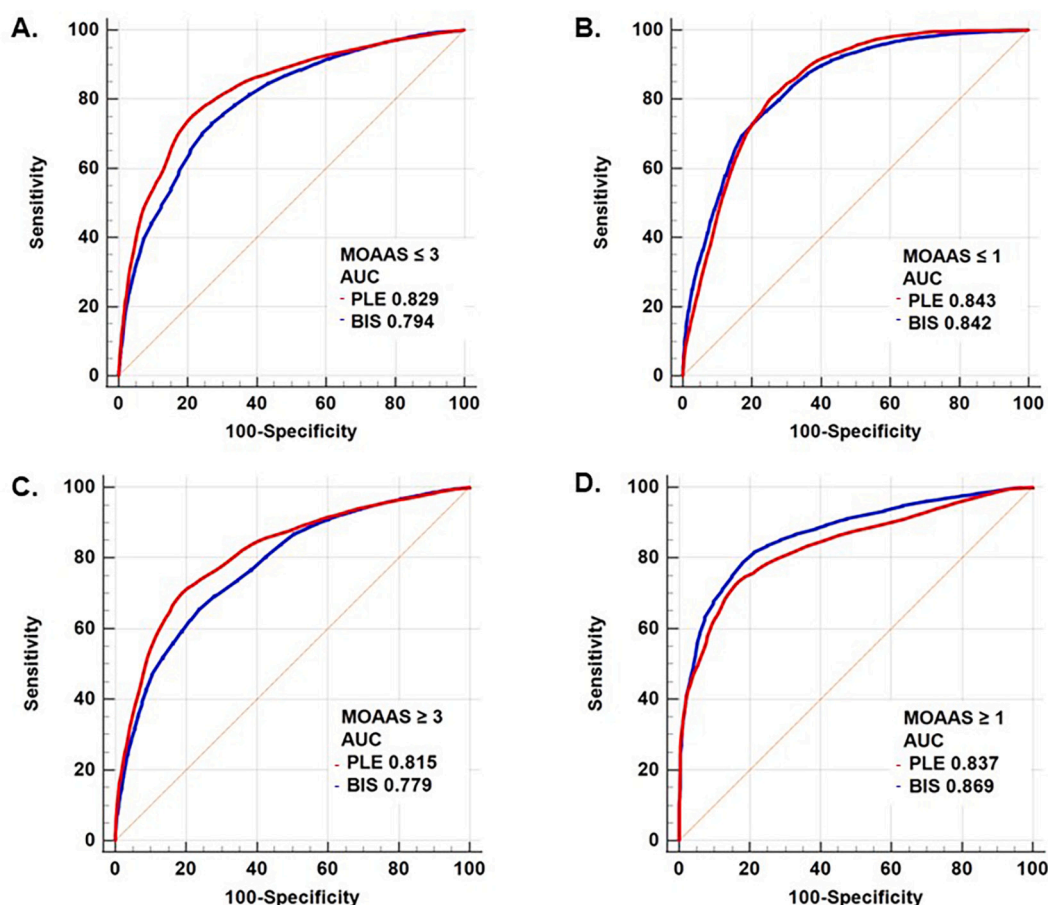 A.
100
80
60
40
20
0
Sensitivity
MOAAS ≤ 3
AUC
- PLE 0.829
- BIS 0.794
0 20 40 60 80 100
100-Specificity
B.
100
80
60
40
20
0
Sensitivity
MOAAS ≤ 1
AUC
- PLE 0.843
- BIS 0.842
0 20 40 60 80 100
100-Specificity
C.
100
80
60
40
20
0
Sensitivity
MOAAS ≥ 3
AUC
- PLE 0.815
- BIS 0.779
0 20 40 60 80 100
100-Specificity
D.
100
80
60
40
20
0
Sensitivity
MOAAS ≥ 1
AUC
- PLE 0.837
- BIS 0.869
0 20 40 60 80 100
100-Specificity